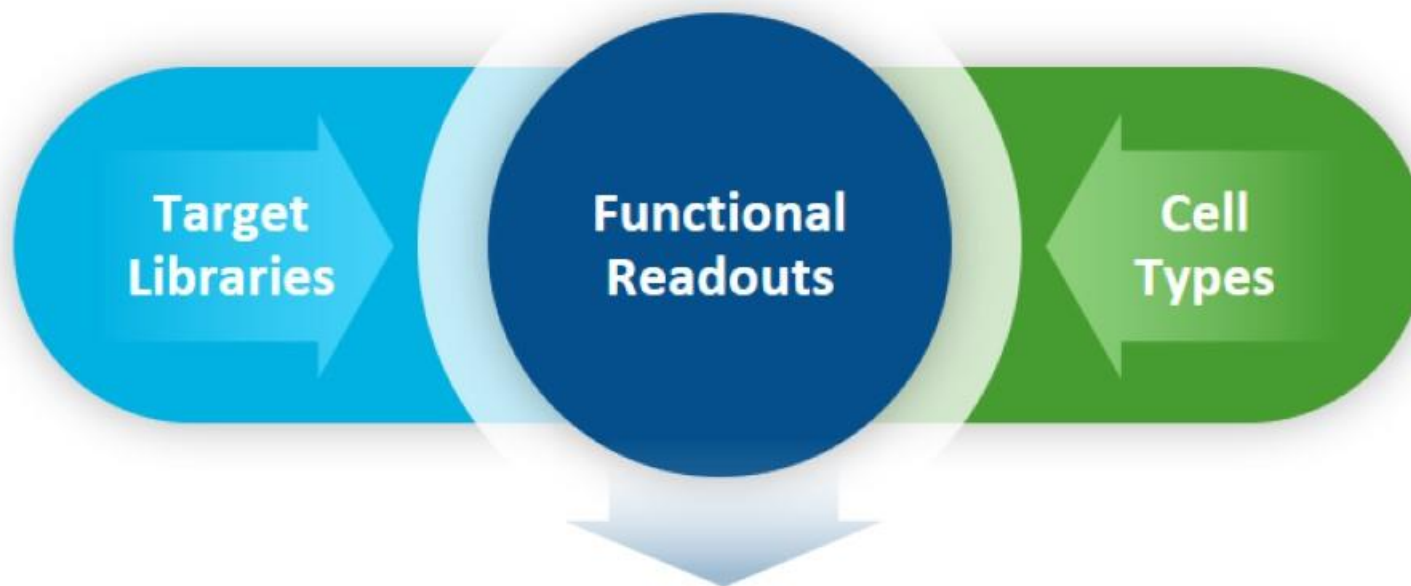 Target
Libraries
Functional
Readouts
Cell
Types